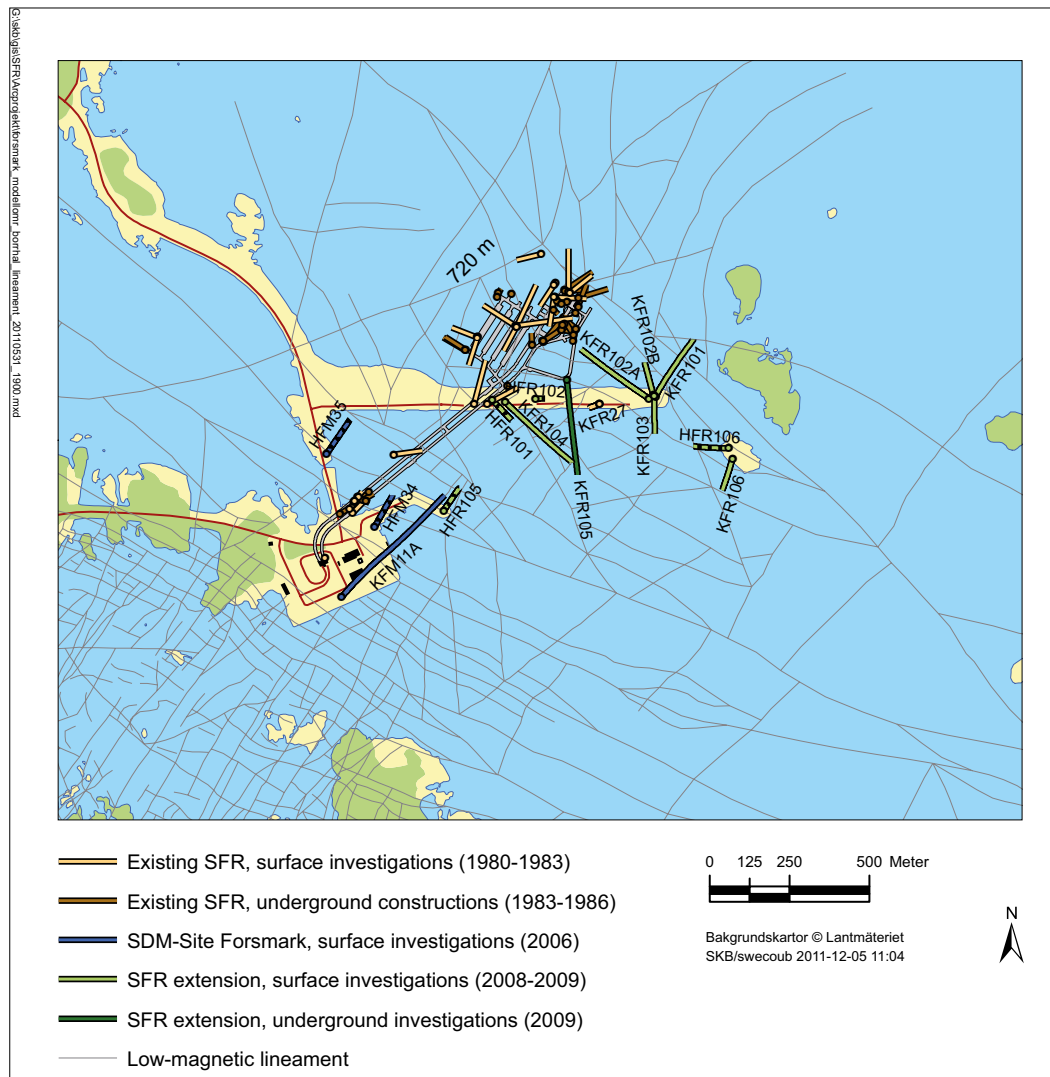 G:\skb\gis\SFR\Arcprojekt\forsmark_modellomr_borrhal_lineament_20110531_1900.mxd
720 m
KFR102B
KFR101
KFR102A
HFR102
KFR27
KFR104
HFR101
KFR103
HFM35
HFR106
KFR106
KFR105
HFM34
HFR105
KFM11A
Existing SFR, surface investigations (1980-1983)
Existing SFR, underground constructions (1983-1986)
SDM-Site Forsmark, surface investigations (2006)
SFR extension, surface investigations (2008-2009)
SFR extension, underground investigations (2009)
Low-magnetic lineament
0 125 250 500 Meter
Bakgrundskartor © Lantmäteriet
SKB/swecoub 2011-12-05 11:04
N